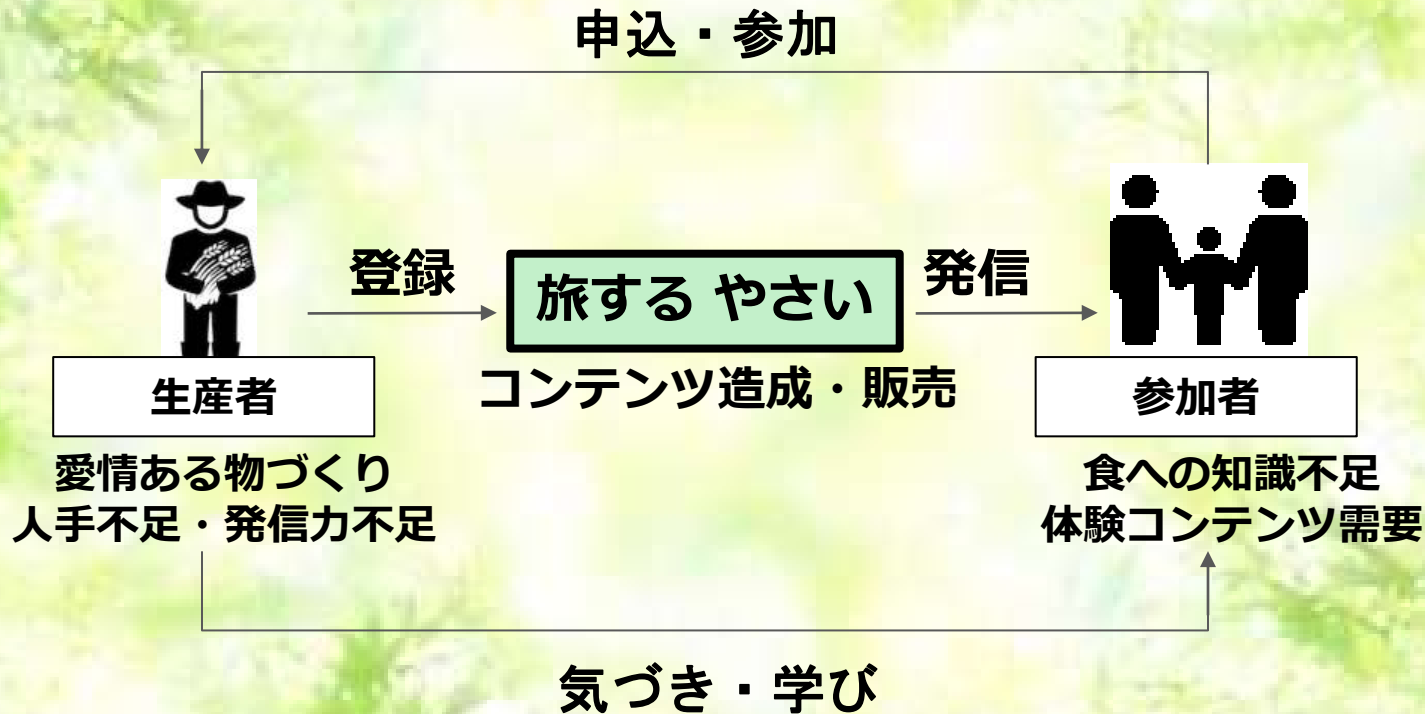 申込・参加
登録
旅する やさい
発信
コンテンツ造成・販売
生産者
参加者
愛情ある物づくり
人手不足・発信力不足
食への知識不足
体験コンテンツ需要
気づき・学び